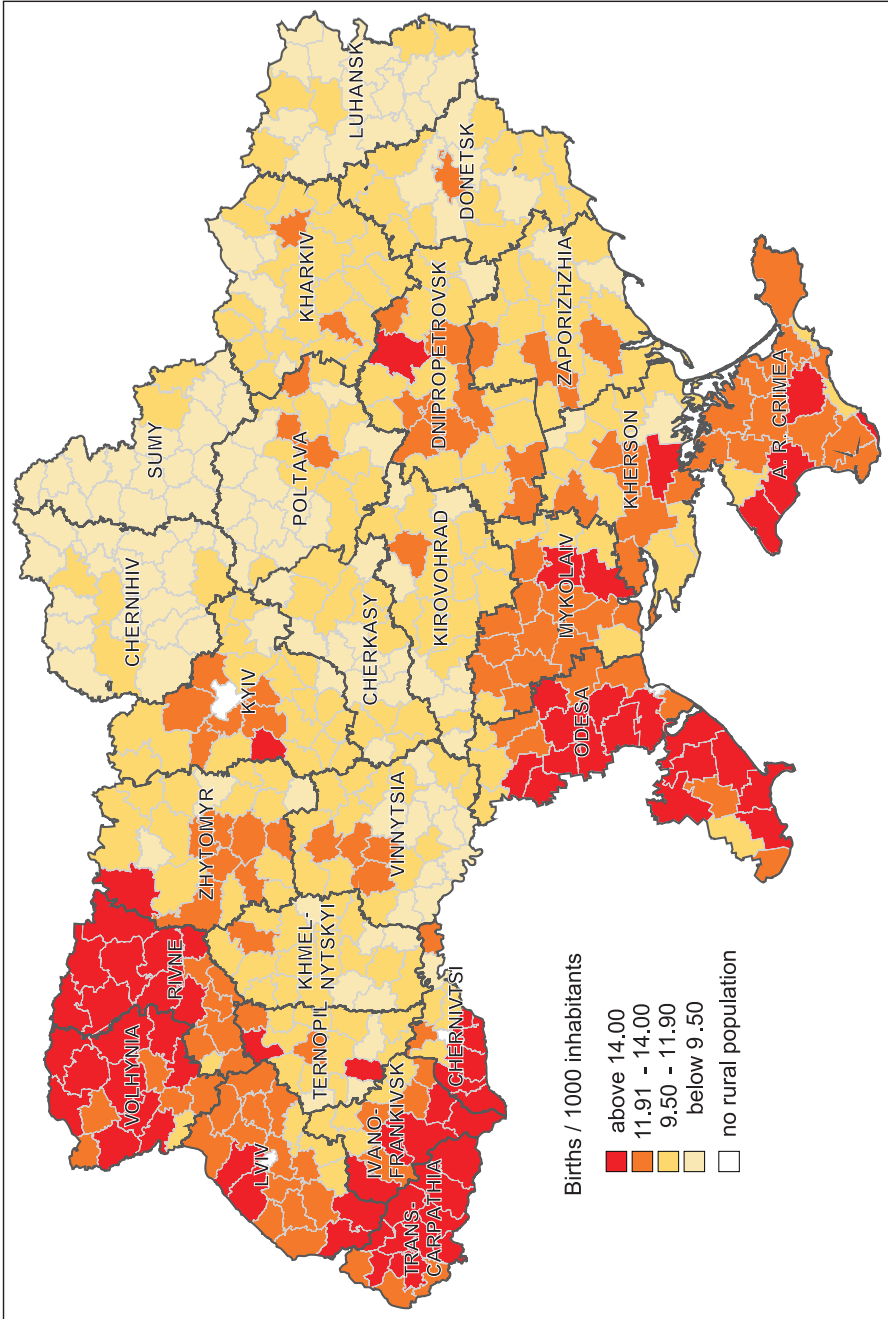 VOLHYNIA
RIVNE
ZHYTOMYR
KYIV
CHERNIHIV
SUMY
LVIV
TERNOPIL
KHMEL-
NYTSKYI
VINNYTSIA
CHERKASY
POLTAVA
KHARKIV
LUHANSK
TRANS-
CARPATHIA
IVANO-
FRANKIVSK
CHERNIVTSI
KIROVOHRAD
DNIPROPETROVSK
DONETSK
ODESA
MYKOLAIV
KHERSON
ZAPORIZHZHIA
A. R. CRIMEA
Births / 1000 inhabitants
above 14.00
11.91 - 14.00
9.50 - 11.90
below 9.50
no rural population